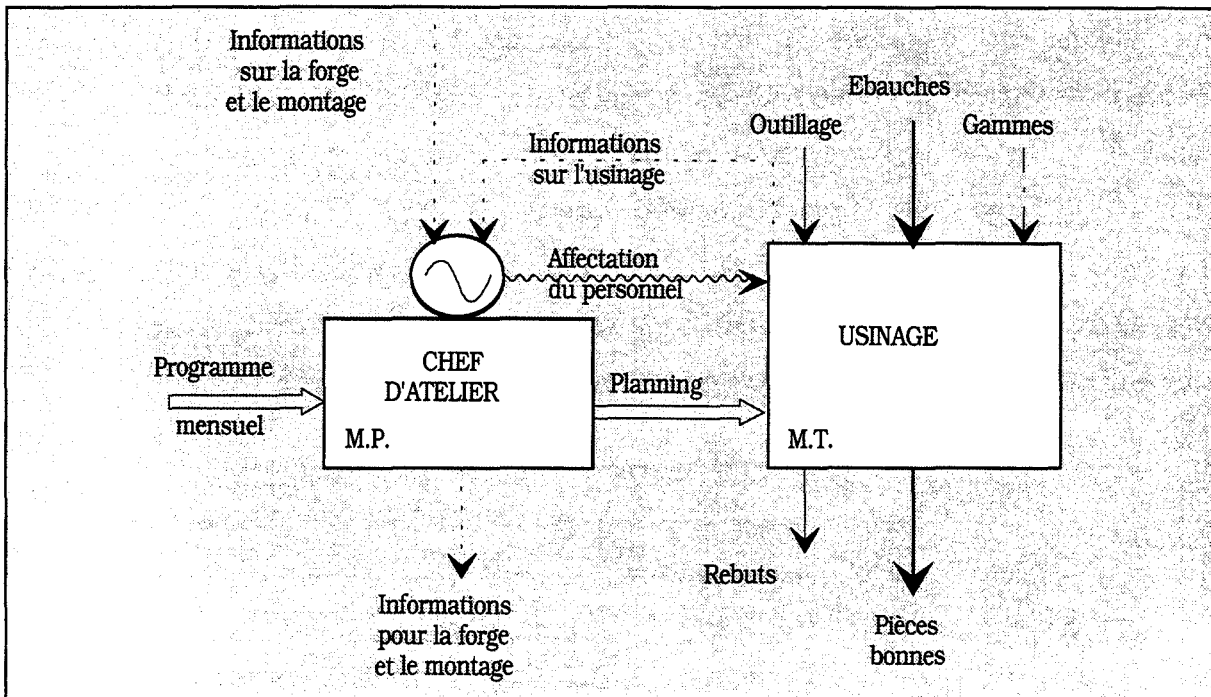 Informations
sur la forge
et le montage
Ebauches
Outillage
Gammes
Informations
sur l'usinage
Affectation
du personnel
USINAGE
CHEF
D'ATELIER
Programme
mensuel
Planning
M.P.
M.T.
Rebuts
Informations
pour la forge
et le montage
Pièces
bonnes